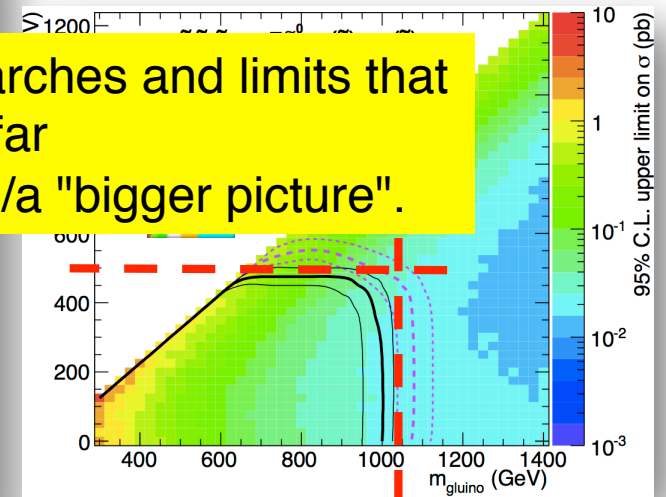 V)
1200
arches and limits that
far
/a "bigger picture".
600
400
200
0
400 600 800 1000 1200 1400
m gluino (GeV)
10
1
10-1
10-2
10-3
95% C.L. upper limit on σ (pb)